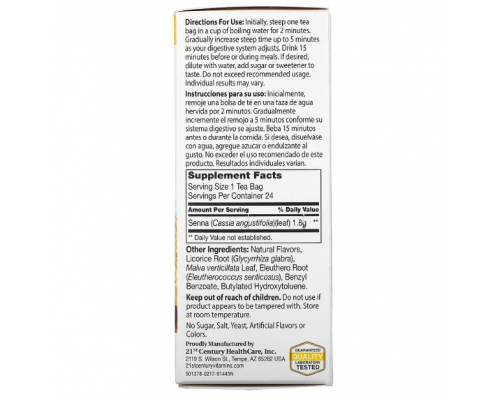 Directions For Use: Initially, steep one tea
bag in a cup of boiling water for 2 minutes.
Gradually increase steep time up to 5 minutes
as your digestive system adjusts. Drink 15
minutes before or during meals. If desired,
dilute with water, add sugar or sweetener to
taste. Do not exceed recommended usage.
Individual results may vary.
Instrucciones para su uso: Inicialmente,
remoje una bolsa de té en una taza de agua
hervida por 2 minutos. Gradualmente
incremente el remojo a 5 minutos conforme su
sistema digestivo se ajuste. Beba 15 minutos
antes o durante la comida. Si desea, disuelvase
con agua, agregue azucar o endulzante al
gusto. No exceder el uso recomendado de este
producto. Resultados individuales varían.
Supplement Facts
Serving Size 1 Tea Bag
Servings Per Container 24
Amount Per Serving % Daily Value
Senna (Cassia angustifolia)(leaf) 1.8g **
** Daily Value not established.
Other Ingredients: Natural Flavors,
Licorice Root (Glycyrrhiza glabra),
Malva verticillata Leaf, Eleuthero Root
(Eleutherococcus senticosus), Benzyl
Benzoate, Butylated Hydroxytoluene.
Keep out of reach of children. Do not use if
product appears to be tampered with. Store
at room temperature.
No Sugar, Salt, Yeast, Artificial Flavors or
Colors.
Proudly Manufactured by
21ST Century HealthCare, Inc.
2119 S. Wilson St., Tempe, AZ 85282 USA
21stcenturyvitamins.com
GUARANTEED
QUALITY
LABORATORY
TESTED